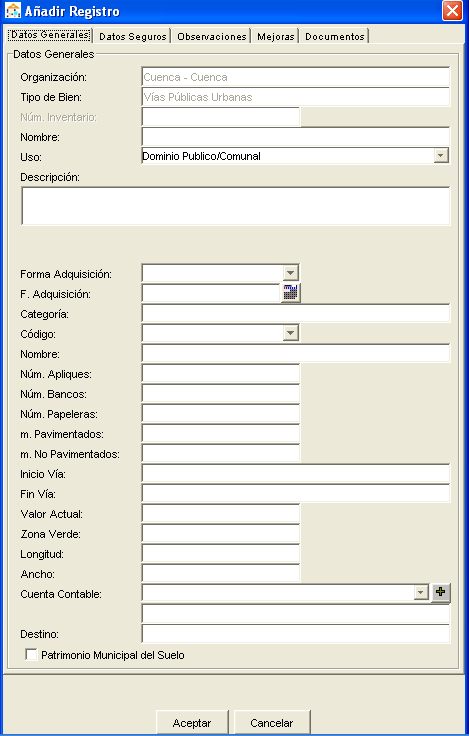 Añadir Registro
Datos Generales Datos Seguros Observaciones Mejoras Documentos
Datos Generales
Organización: Cuenca - Cuenca
Tipo de Bien: Vías Públicas Urbanas
Núm. Inventario:
Nombre:
Uso: Dominio Publico/Comunal
Descripción:
Forma Adquisición:
F. Adquisición:
Categoría:
Código:
Nombre:
Núm. Apliques:
Núm. Bancos:
Núm. Papeleras:
m. Pavimentados:
m. No Pavimentados:
Inicio Vía:
Fin Vía:
Valor Actual:
Zona Verde:
Longitud:
Ancho:
Cuenta Contable:
Destino:
Patrimonio Municipal del Suelo
Aceptar Cancelar